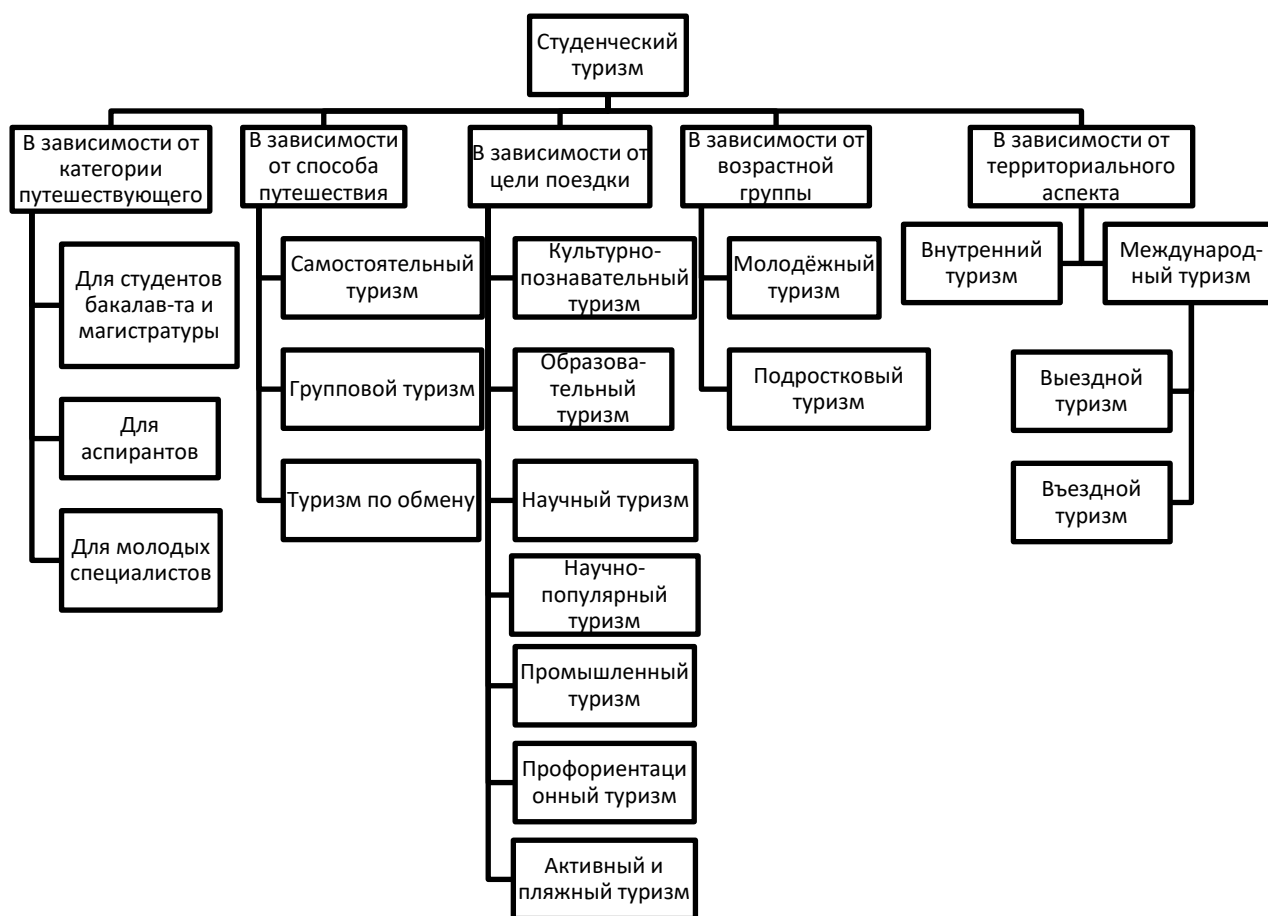 Студенческий
туризм
В зависимости от
категории
путешествующего
В зависимости
от способа
путешествия
В зависимости от
цели поездки
В зависимости от
возрастной
группы
В зависимости от
территориального
аспекта
Для студентов
бакалав-та и
магистратуры
Для
аспирантов
Для молодых
специалистов
Самостоятельный
туризм
Групповой туризм
Туризм по обмену
Культурно-
познавательный
туризм
Образова-
тельный
туризм
Научный туризм
Научно-
популярный
туризм
Промышленный
туризм
Профориентаци
онный туризм
Активный и
пляжный туризм
Молодёжный
туризм
Подростковый
туризм
Внутренний
туризм
Международ-
ный туризм
Выездной
туризм
Въездной
туризм